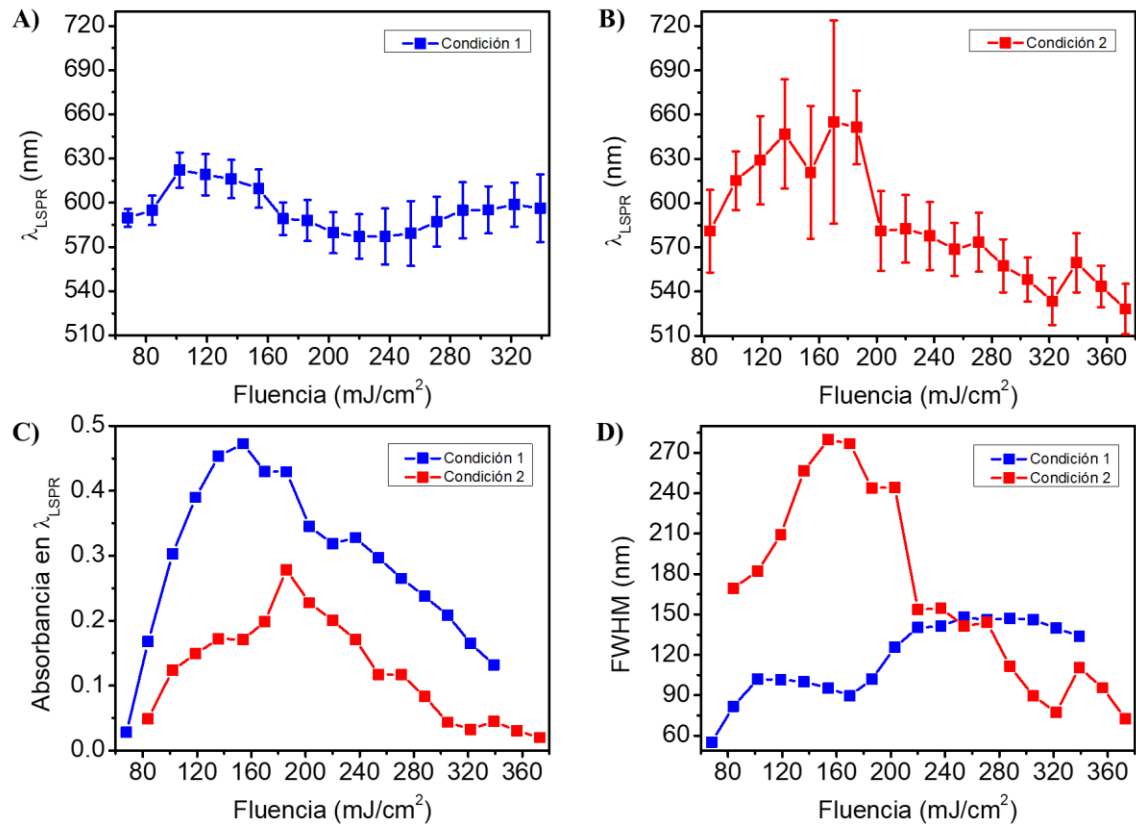 A)
Condición 1
720
690
660
630
600
570
540
510
λLSPR (nm)
80 120 160 200 240 280 320
Fluencia (mJ/cm²)
B)
Condición 2
720
690
660
630
600
570
540
510
λLSPR (nm)
80 120 160 200 240 280 320 360
Fluencia (mJ/cm²)
C)
Condición 1
Condición 2
0.5
0.4
0.3
0.2
0.1
0.0
Absorbancia en λLSPR
80 120 160 200 240 280 320 360
Fluencia (mJ/cm²)
D)
Condición 1
Condición 2
270
240
210
180
150
120
90
60
FWHM (nm)
80 120 160 200 240 280 320 360
Fluencia (mJ/cm²)